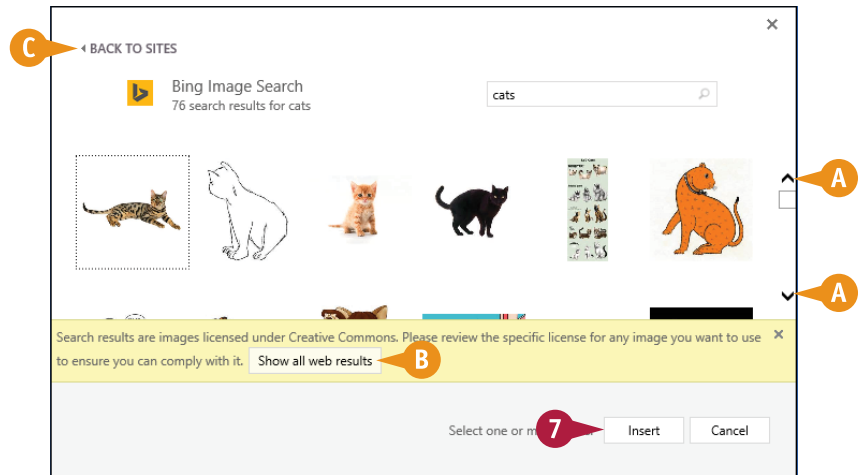 C
BACK TO SITES
Bing Image Search
76 search results for cats
cats
A
A
Search results are images licensed under Creative Commons. Please review the specific license for any image you want to use
to ensure you can comply with it. Show all web results
B
Select one or
7
Insert
Cancel